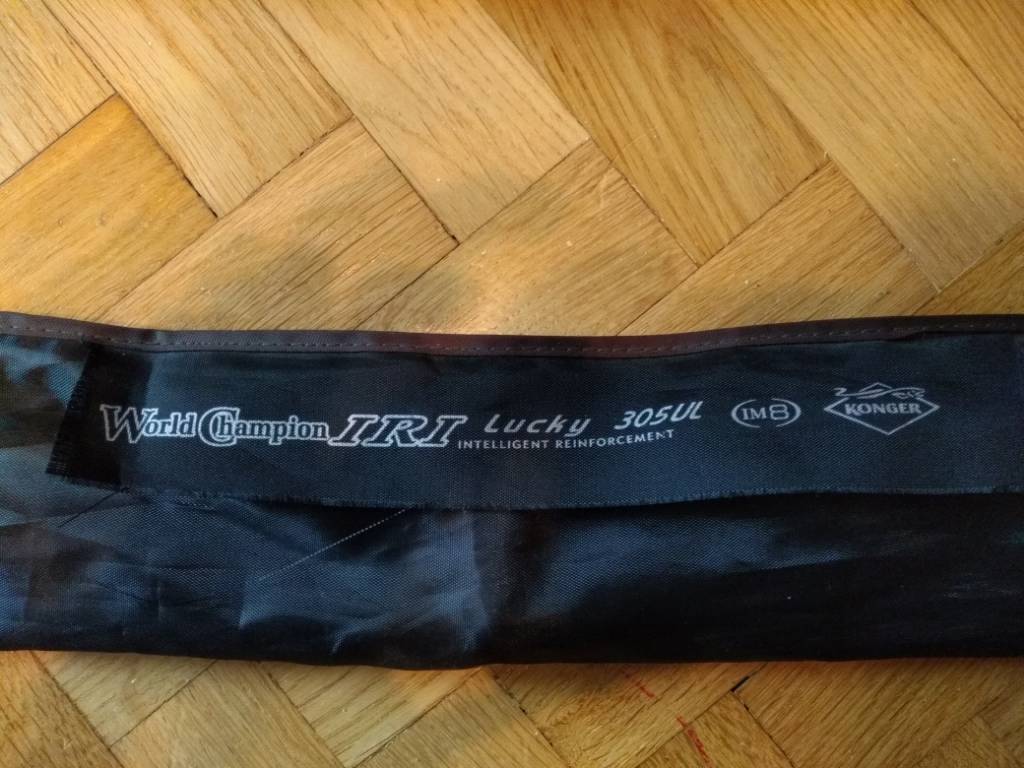 World Champion IRI Lucky 305UL IM8 KONGER
INTELLIGENT REINFORCEMENT